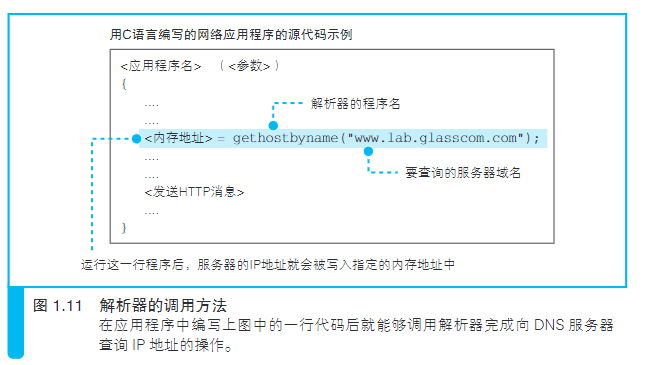 用C语言编写的网络应用程序的源代码示例
<应用程序名> （<参数>）
{
....
解析器的程序名
....
<内存地址> = gethostbyname("www.lab.glasscom.com");
....
要查询的服务器域名
....
<发送HTTP消息>
....
}
运行这一行程序后，服务器的IP地址就会被写入指定的内存地址中
图 1.11 解析器的调用方法
在应用程序中编写上图中的一行代码后就能够调用解析器完成向 DNS 服务器
查询 IP 地址的操作。